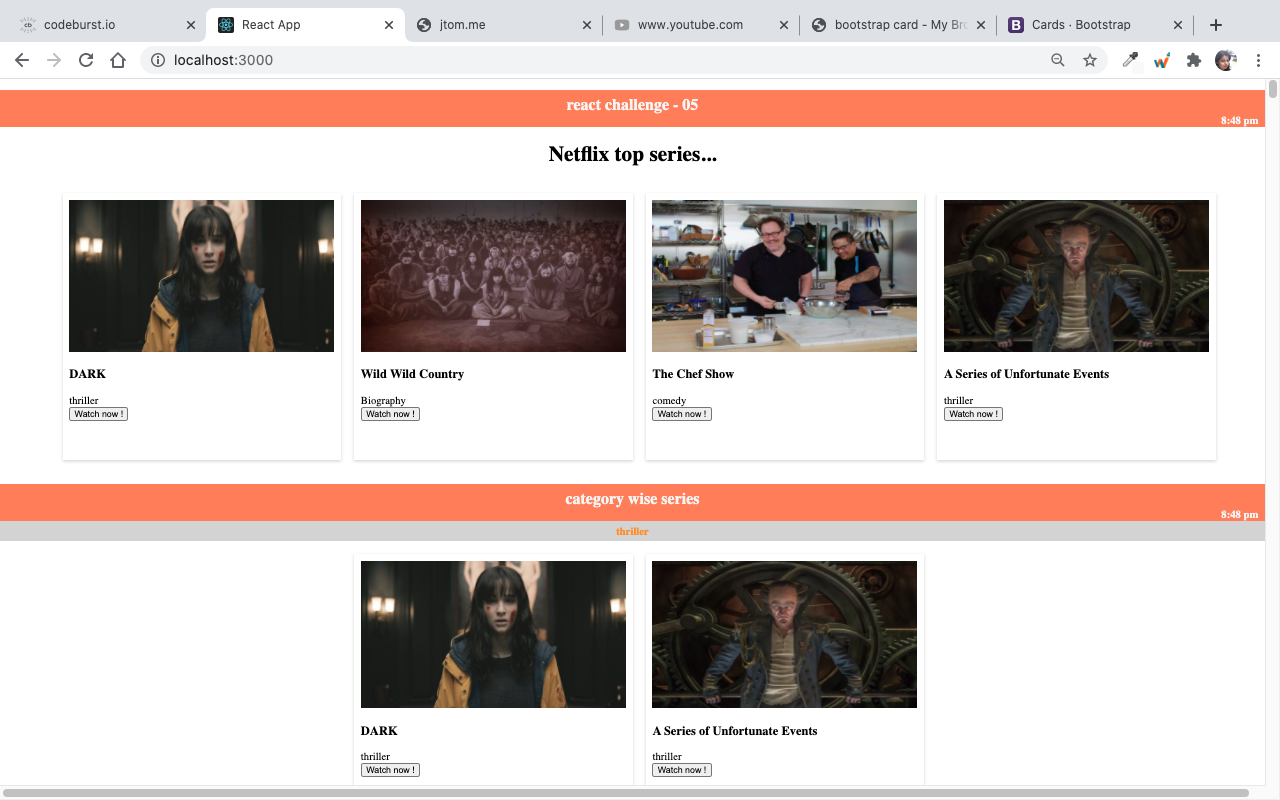 codeburst.io
React App
jtom.me
www.youtube.com
bootstrap card - My Br
Cards · Bootstrap
localhost:3000
react challenge - 05
8:48 pm
Netflix top series...
DARK
thriller
Watch now !
Wild Wild Country
Biography
Watch now !
The Chef Show
comedy
Watch now !
A Series of Unfortunate Events
thriller
Watch now !
category wise series
8:48 pm
thriller
DARK
thriller
Watch now !
A Series of Unfortunate Events
thriller
Watch now !